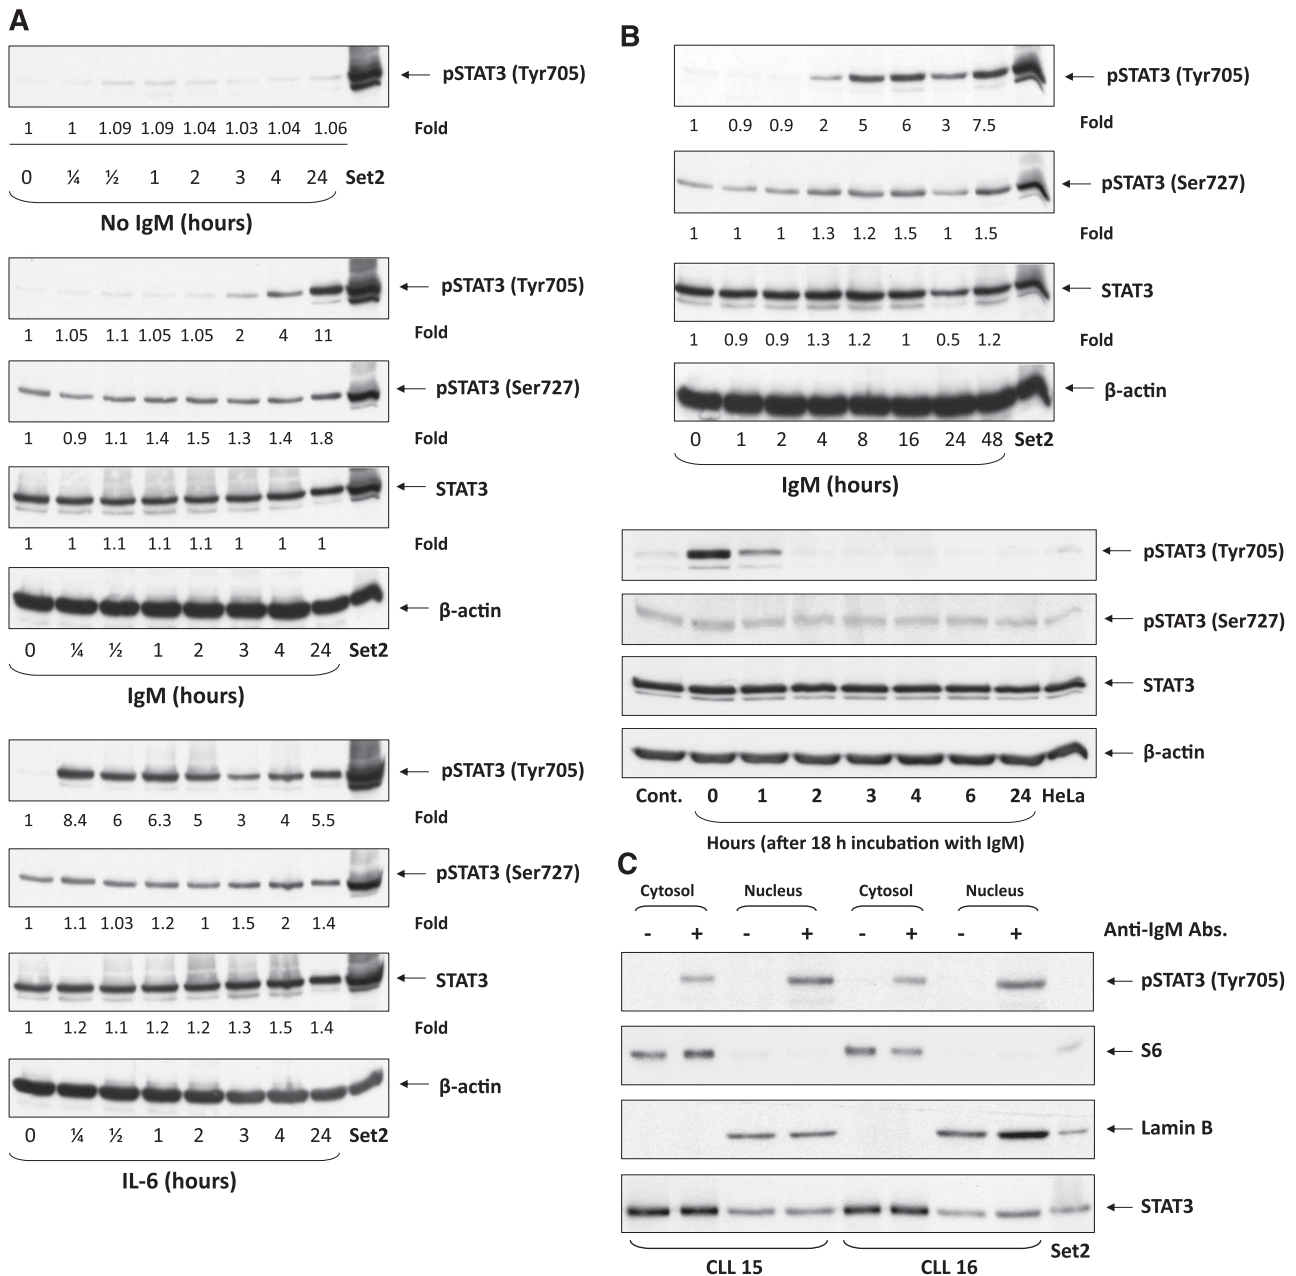 A
pSTAT3 (Tyr705)
1 1 1.09 1.09 1.04 1.03 1.04 1.06 Fold
0 ¼ ½ 1 2 3 4 24 Set2
No IgM (hours)
pSTAT3 (Tyr705)
1 1.05 1.1 1.05 1.05 2 4 11 Fold
pSTAT3 (Ser727)
1 0.9 1.1 1.4 1.5 1.3 1.4 1.8 Fold
STAT3
1 1 1.1 1.1 1.1 1 1 1 Fold
β-actin
0 ¼ ½ 1 2 3 4 24 Set2
IgM (hours)
pSTAT3 (Tyr705)
1 8.4 6 6.3 5 3 4 5.5 Fold
pSTAT3 (Ser727)
1 1.1 1.03 1.2 1 1.5 2 1.4 Fold
STAT3
1 1.2 1.1 1.2 1.2 1.3 1.5 1.4 Fold
β-actin
0 ¼ ½ 1 2 3 4 24 Set2
IL-6 (hours)
B
pSTAT3 (Tyr705)
1 0.9 0.9 2 5 6 3 7.5 Fold
pSTAT3 (Ser727)
1 1 1 1.3 1.2 1.5 1 1.5 Fold
STAT3
1 0.9 0.9 1.3 1.2 1 0.5 1.2 Fold
β-actin
0 1 2 4 8 16 24 48 Set2
IgM (hours)
pSTAT3 (Tyr705)
pSTAT3 (Ser727)
STAT3
β-actin
Cont. 0 1 2 3 4 6 24 HeLa
Hours (after 18 h incubation with IgM)
C
Cytosol Nucleus Cytosol Nucleus
- + - + - + - + Anti-IgM Abs.
pSTAT3 (Tyr705)
S6
Lamin B
STAT3
CLL 15 CLL 16 Set2